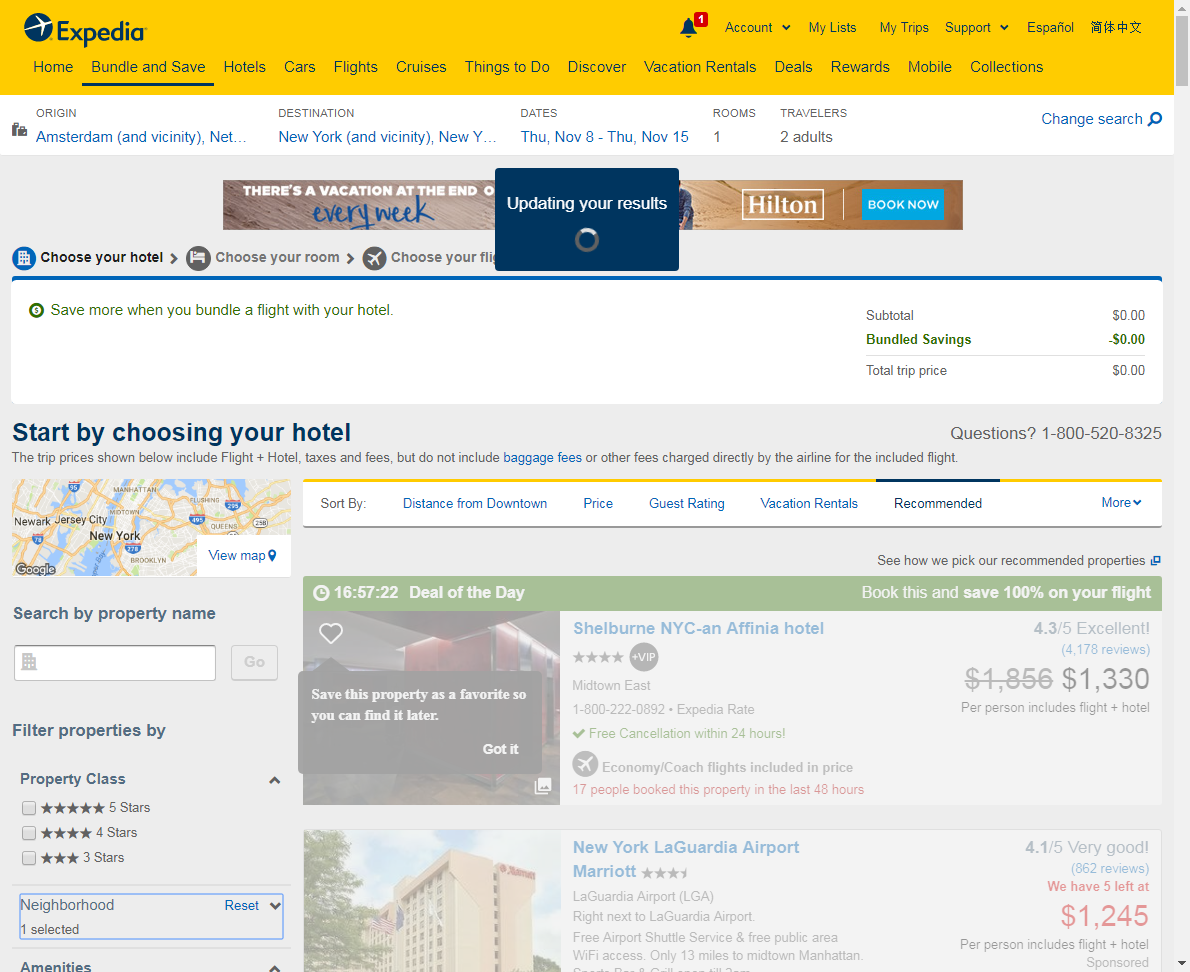 Expedia
1
Account
My Lists
My Trips
Support
Español
简体中文
Home
Bundle and Save
Hotels
Cars
Flights
Cruises
Things to Do
Discover
Vacation Rentals
Deals
Rewards
Mobile
Collections
ORIGIN
Amsterdam (and vicinity), Net...
DESTINATION
New York (and vicinity), New Y...
DATES
Thu, Nov 8 - Thu, Nov 15
ROOMS
1
TRAVELERS
2 adults
Change search
THERE'S A VACATION AT THE END O
every week
Updating your results
Hilton
BOOK NOW
Choose your hotel
Choose your room
Choose your flig
Save more when you bundle a flight with your hotel.
Subtotal $0.00
Bundled Savings -$0.00
Total trip price $0.00
Start by choosing your hotel
Questions? 1-800-520-8325
The trip prices shown below include Flight + Hotel, taxes and fees, but do not include baggage fees or other fees charged directly by the airline for the included flight.
MANHATTAN
95
FLUSHING
MIDTOWN
295
Newark
Jersey City
495
QUEENS
25B
New York
78
278
BROOKLYN
Google
View map
Sort By:
Distance from Downtown
Price
Guest Rating
Vacation Rentals
Recommended
More
See how we pick our recommended properties
Search by property name
Go
Filter properties by
Property Class
5 Stars
4 Stars
3 Stars
Neighborhood
Reset
1 selected
Amenities
16:57:22 Deal of the Day
Book this and save 100% on your flight
Save this property as a favorite so
you can find it later.
Got it
Shelburne NYC-an Affinia hotel
+VIP
Midtown East
1-800-222-0892 • Expedia Rate
Free Cancellation within 24 hours!
Economy/Coach flights included in price
17 people booked this property in the last 48 hours
4.3/5 Excellent!
(4,178 reviews)
$1,856 $1,330
Per person includes flight + hotel
New York LaGuardia Airport
Marriott
LaGuardia Airport (LGA)
Right next to LaGuardia Airport.
Free Airport Shuttle Service & free public area
WiFi access. Only 13 miles to midtown Manhattan.
4.1/5 Very good!
(862 reviews)
We have 5 left at
$1,245
Per person includes flight + hotel
Sponsored